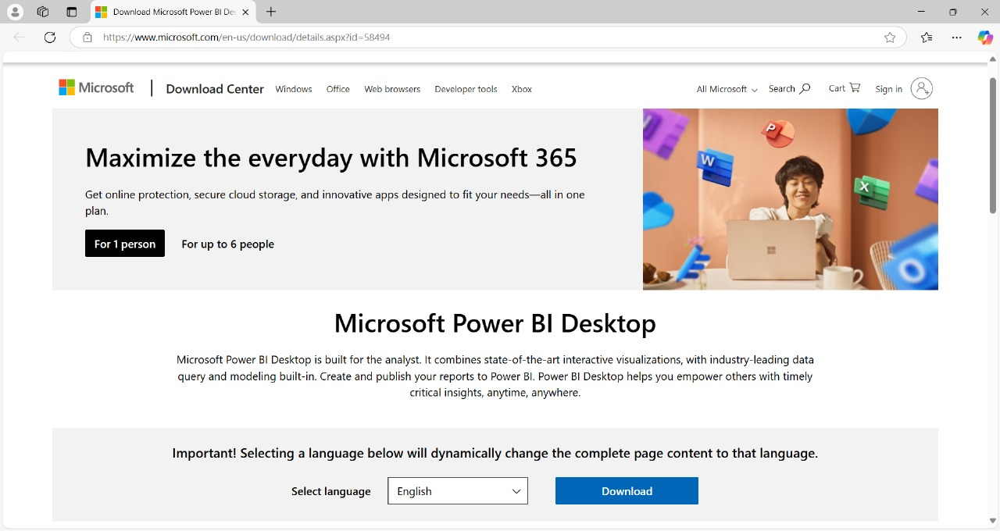 Download Microsoft Power BI Des
https://www.microsoft.com/en-us/download/details.aspx?id=58494
Microsoft
Download Center
Windows
Office
Web browsers
Developer tools
Xbox
All Microsoft
Search
Cart
Sign in
Maximize the everyday with Microsoft 365
Get online protection, secure cloud storage, and innovative apps designed to fit your needs—all in one
plan.
For 1 person
For up to 6 people
P
W
X
O
Microsoft Power BI Desktop
Microsoft Power BI Desktop is built for the analyst. It combines state-of-the-art interactive visualizations, with industry-leading data
query and modeling built-in. Create and publish your reports to Power BI. Power BI Desktop helps you empower others with timely
critical insights, anytime, anywhere.
Important! Selecting a language below will dynamically change the complete page content to that language.
Select language
English
Download